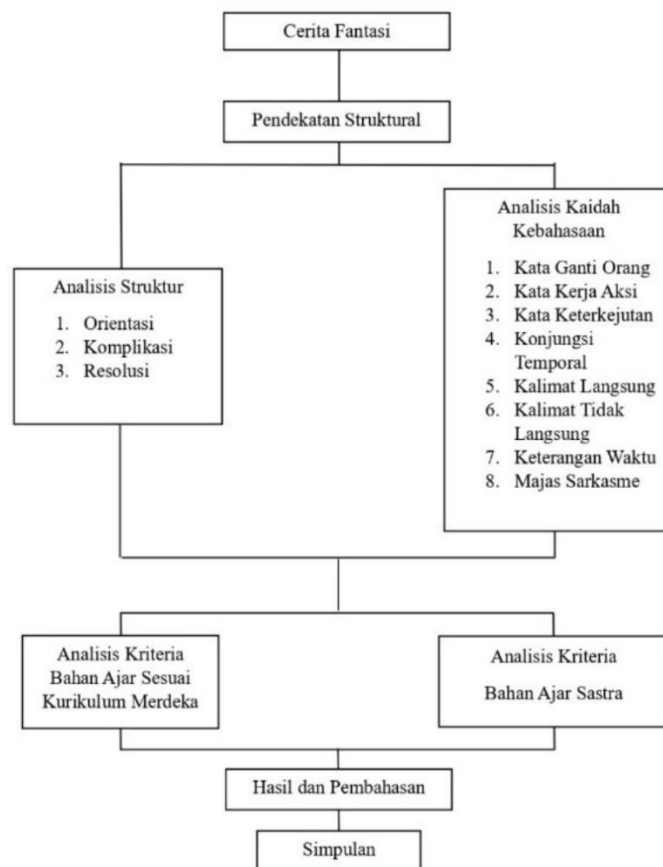 Cerita Fantasi
Pendekatan Struktural
Analisis Struktur
1. Orientasi
2. Komplikasi
3. Resolusi
Analisis Kaidah
Kebahasaan
1. Kata Ganti Orang
2. Kata Kerja Aksi
3. Kata Keterkejutan
4. Konjungsi
Temporal
5. Kalimat Langsung
6. Kalimat Tidak
Langsung
7. Keterangan Waktu
8. Majas Sarkasme
Analisis Kriteria
Bahan Ajar Sesuai
Kurikulum Merdeka
Analisis Kriteria
Bahan Ajar Sastra
Hasil dan Pembahasan
Simpulan